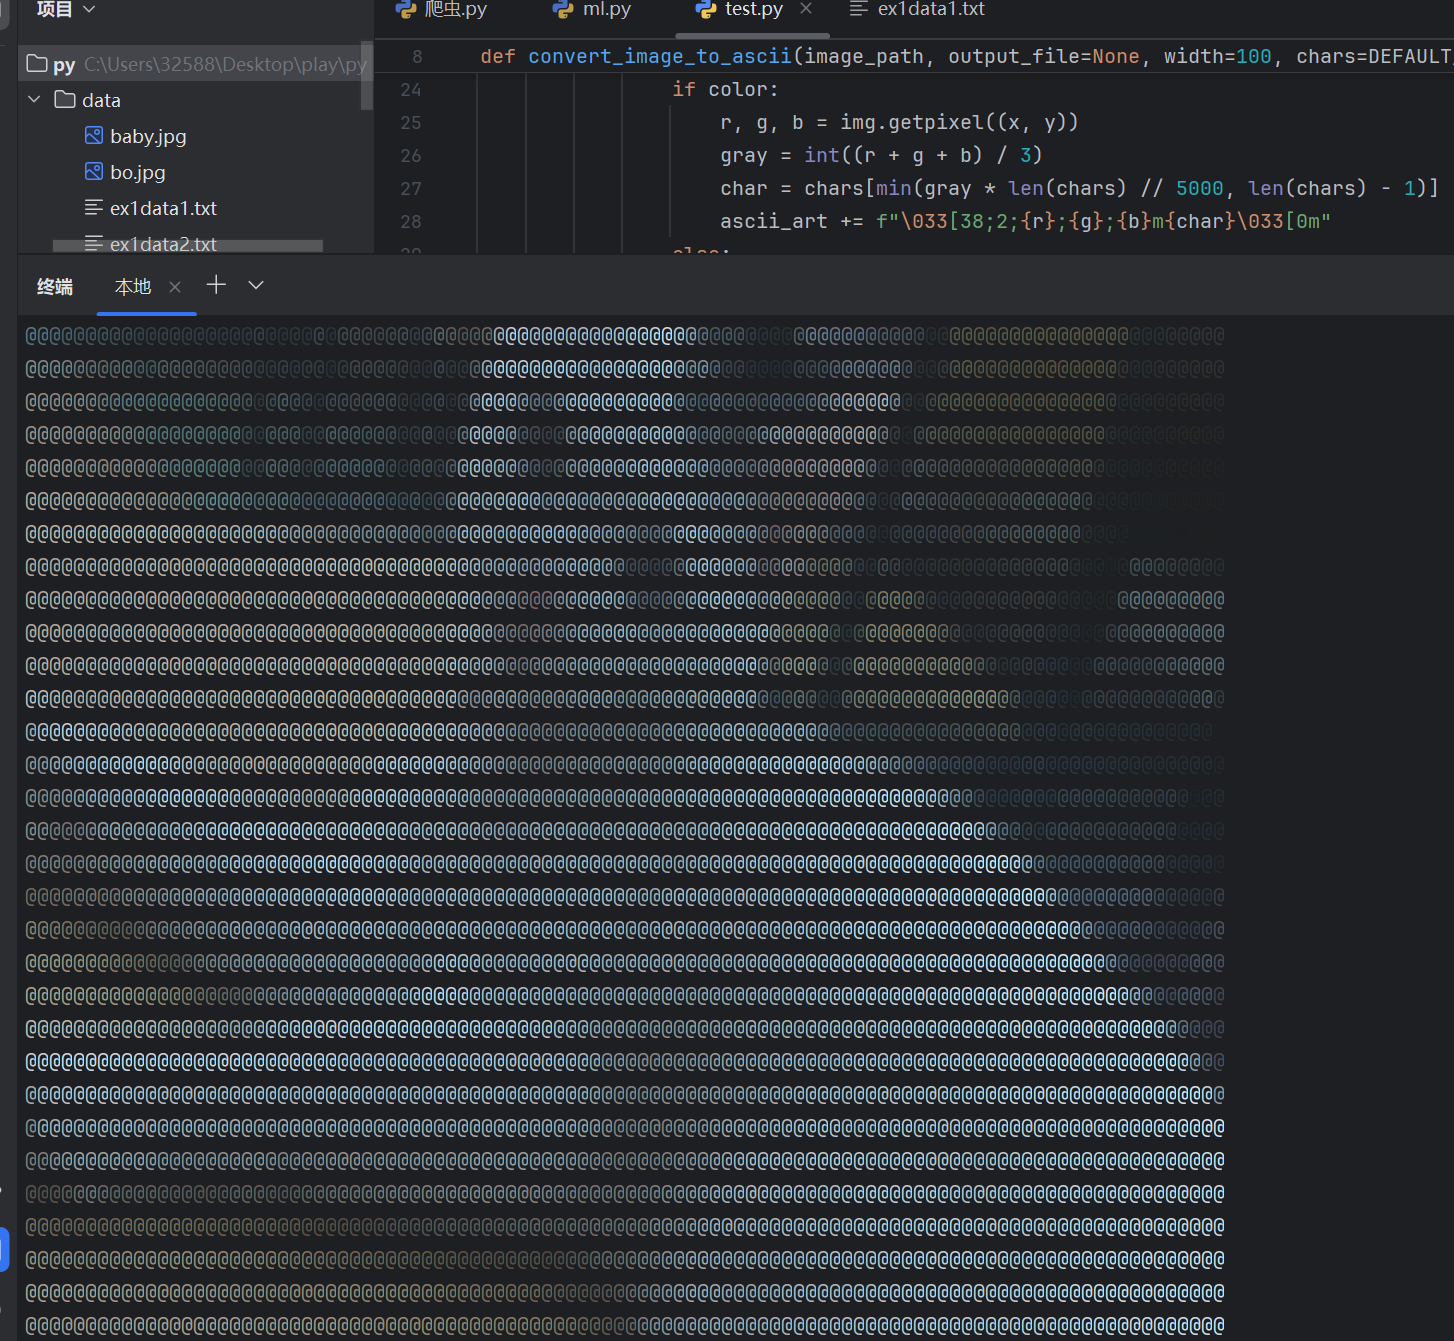 项目
爬虫.py
ml.py
test.py
ex1data1.txt
py C:\Users\32588\Desktop\play\py
data
baby.jpg
bo.jpg
ex1data1.txt
ex1data2.txt
8 def convert_image_to_ascii(image_path, output_file=None, width=100, chars=DEFAULT
24 if color:
25 r, g, b = img.getpixel((x, y))
26 gray = int((r + g + b) / 3)
27 char = chars[min(gray * len(chars) // 5000, len(chars) - 1)]
28 ascii_art += f"\033[38;2;{r};{g};{b}m{char}\033[0m"
终端
本地